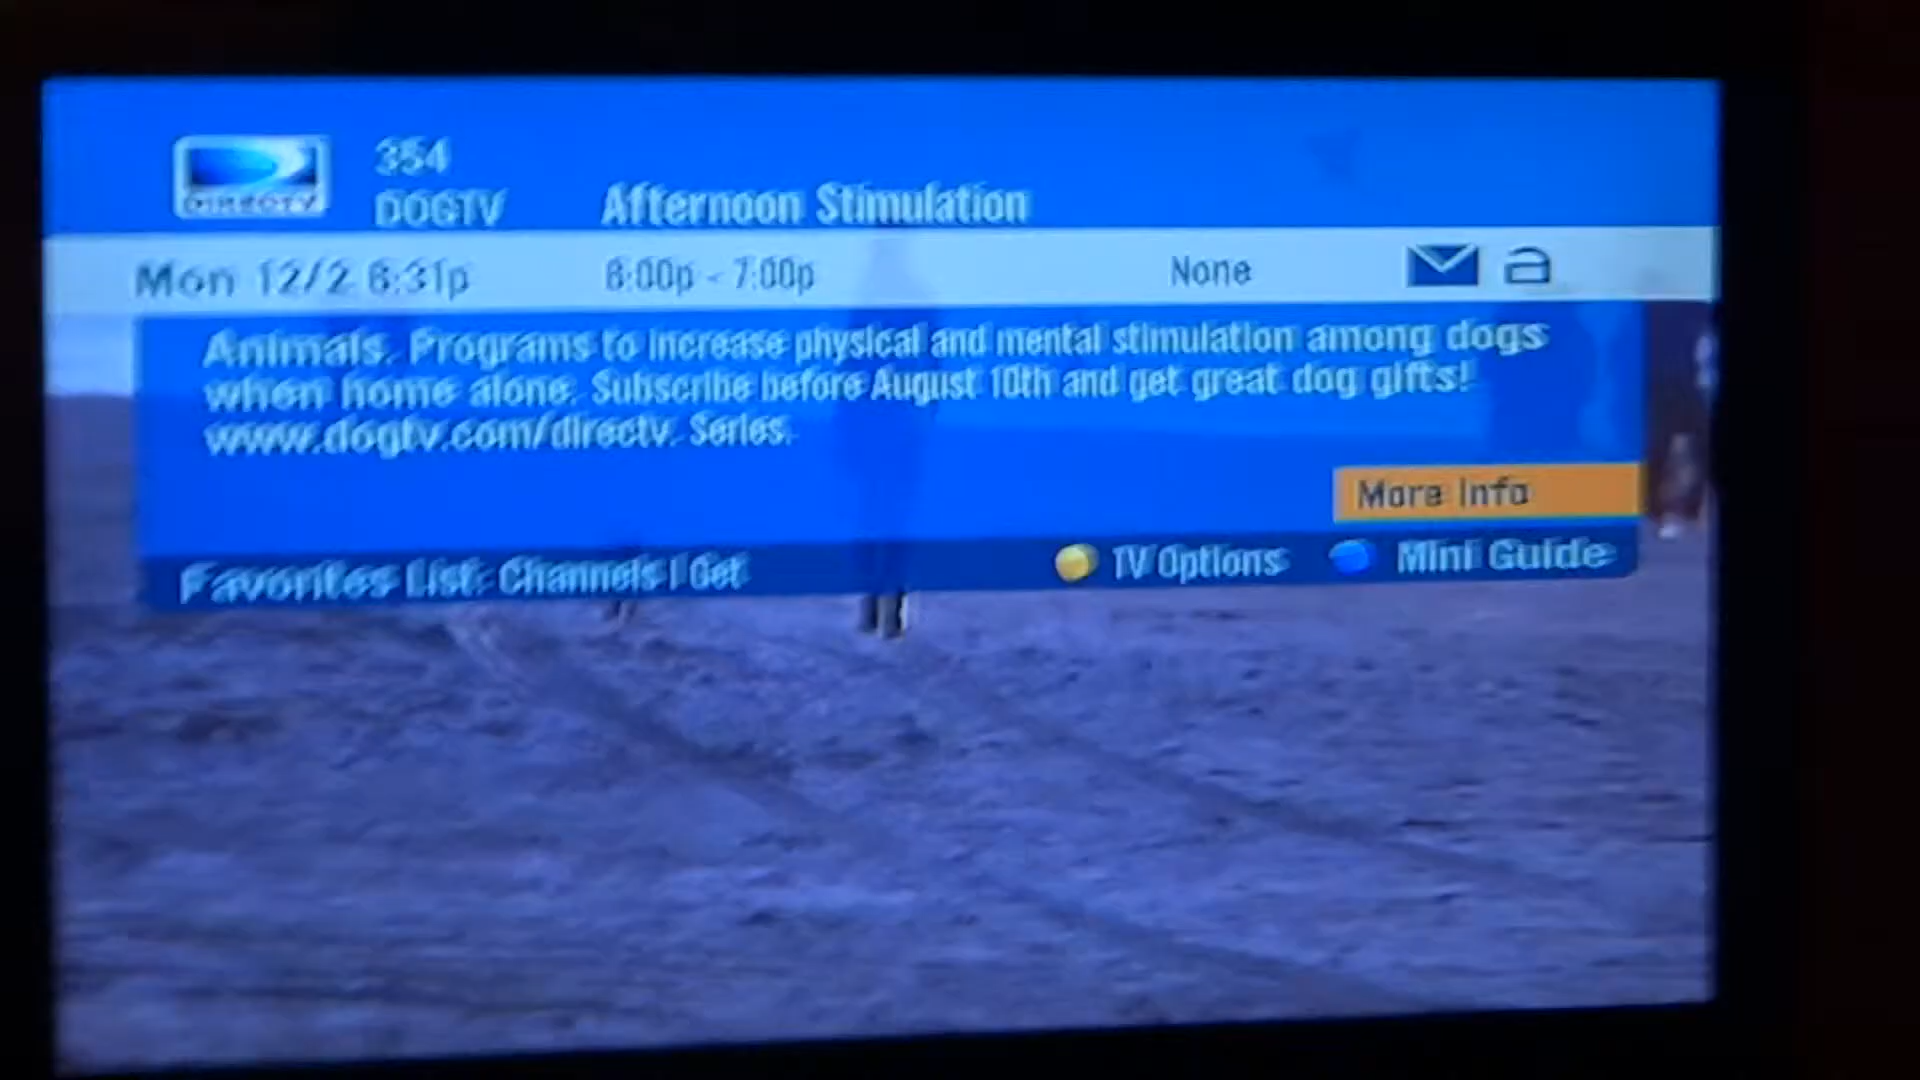 354
DIRECTV
DOGTV Afternoon Stimulation
Mon 12/2 6:31p 6:00p - 7:00p None
Animals. Programs to increase physical and mental stimulation among dogs
when home alone. Subscribe before August 10th and get great dog gifts!
www.dogtv.com/directv. Series.
More Info
Favorites List: Channels I Get TV Options Mini Guide